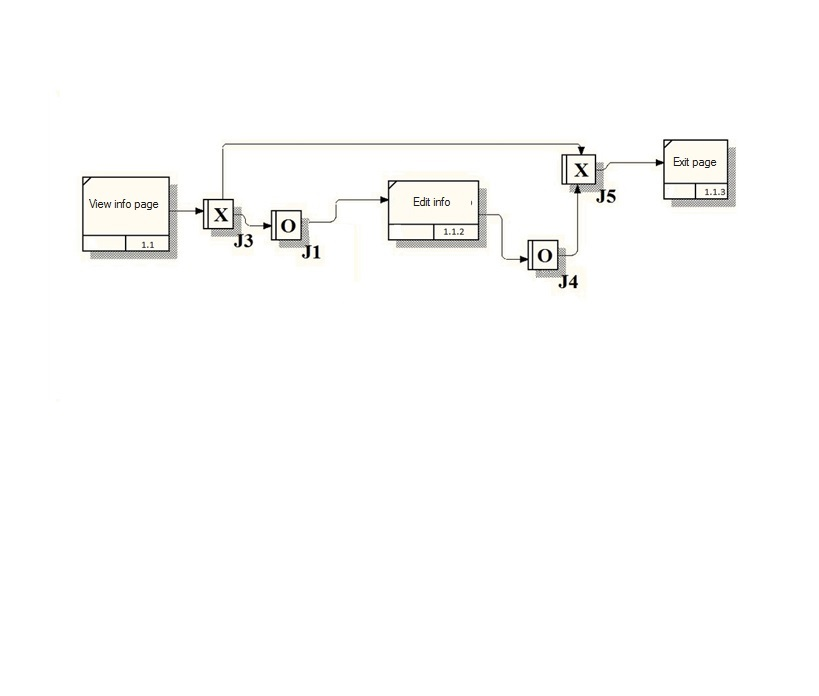 View info page
1.1
X
J3
O
J1
Edit info
1.1.2
O
J4
X
J5
Exit page
1.1.3